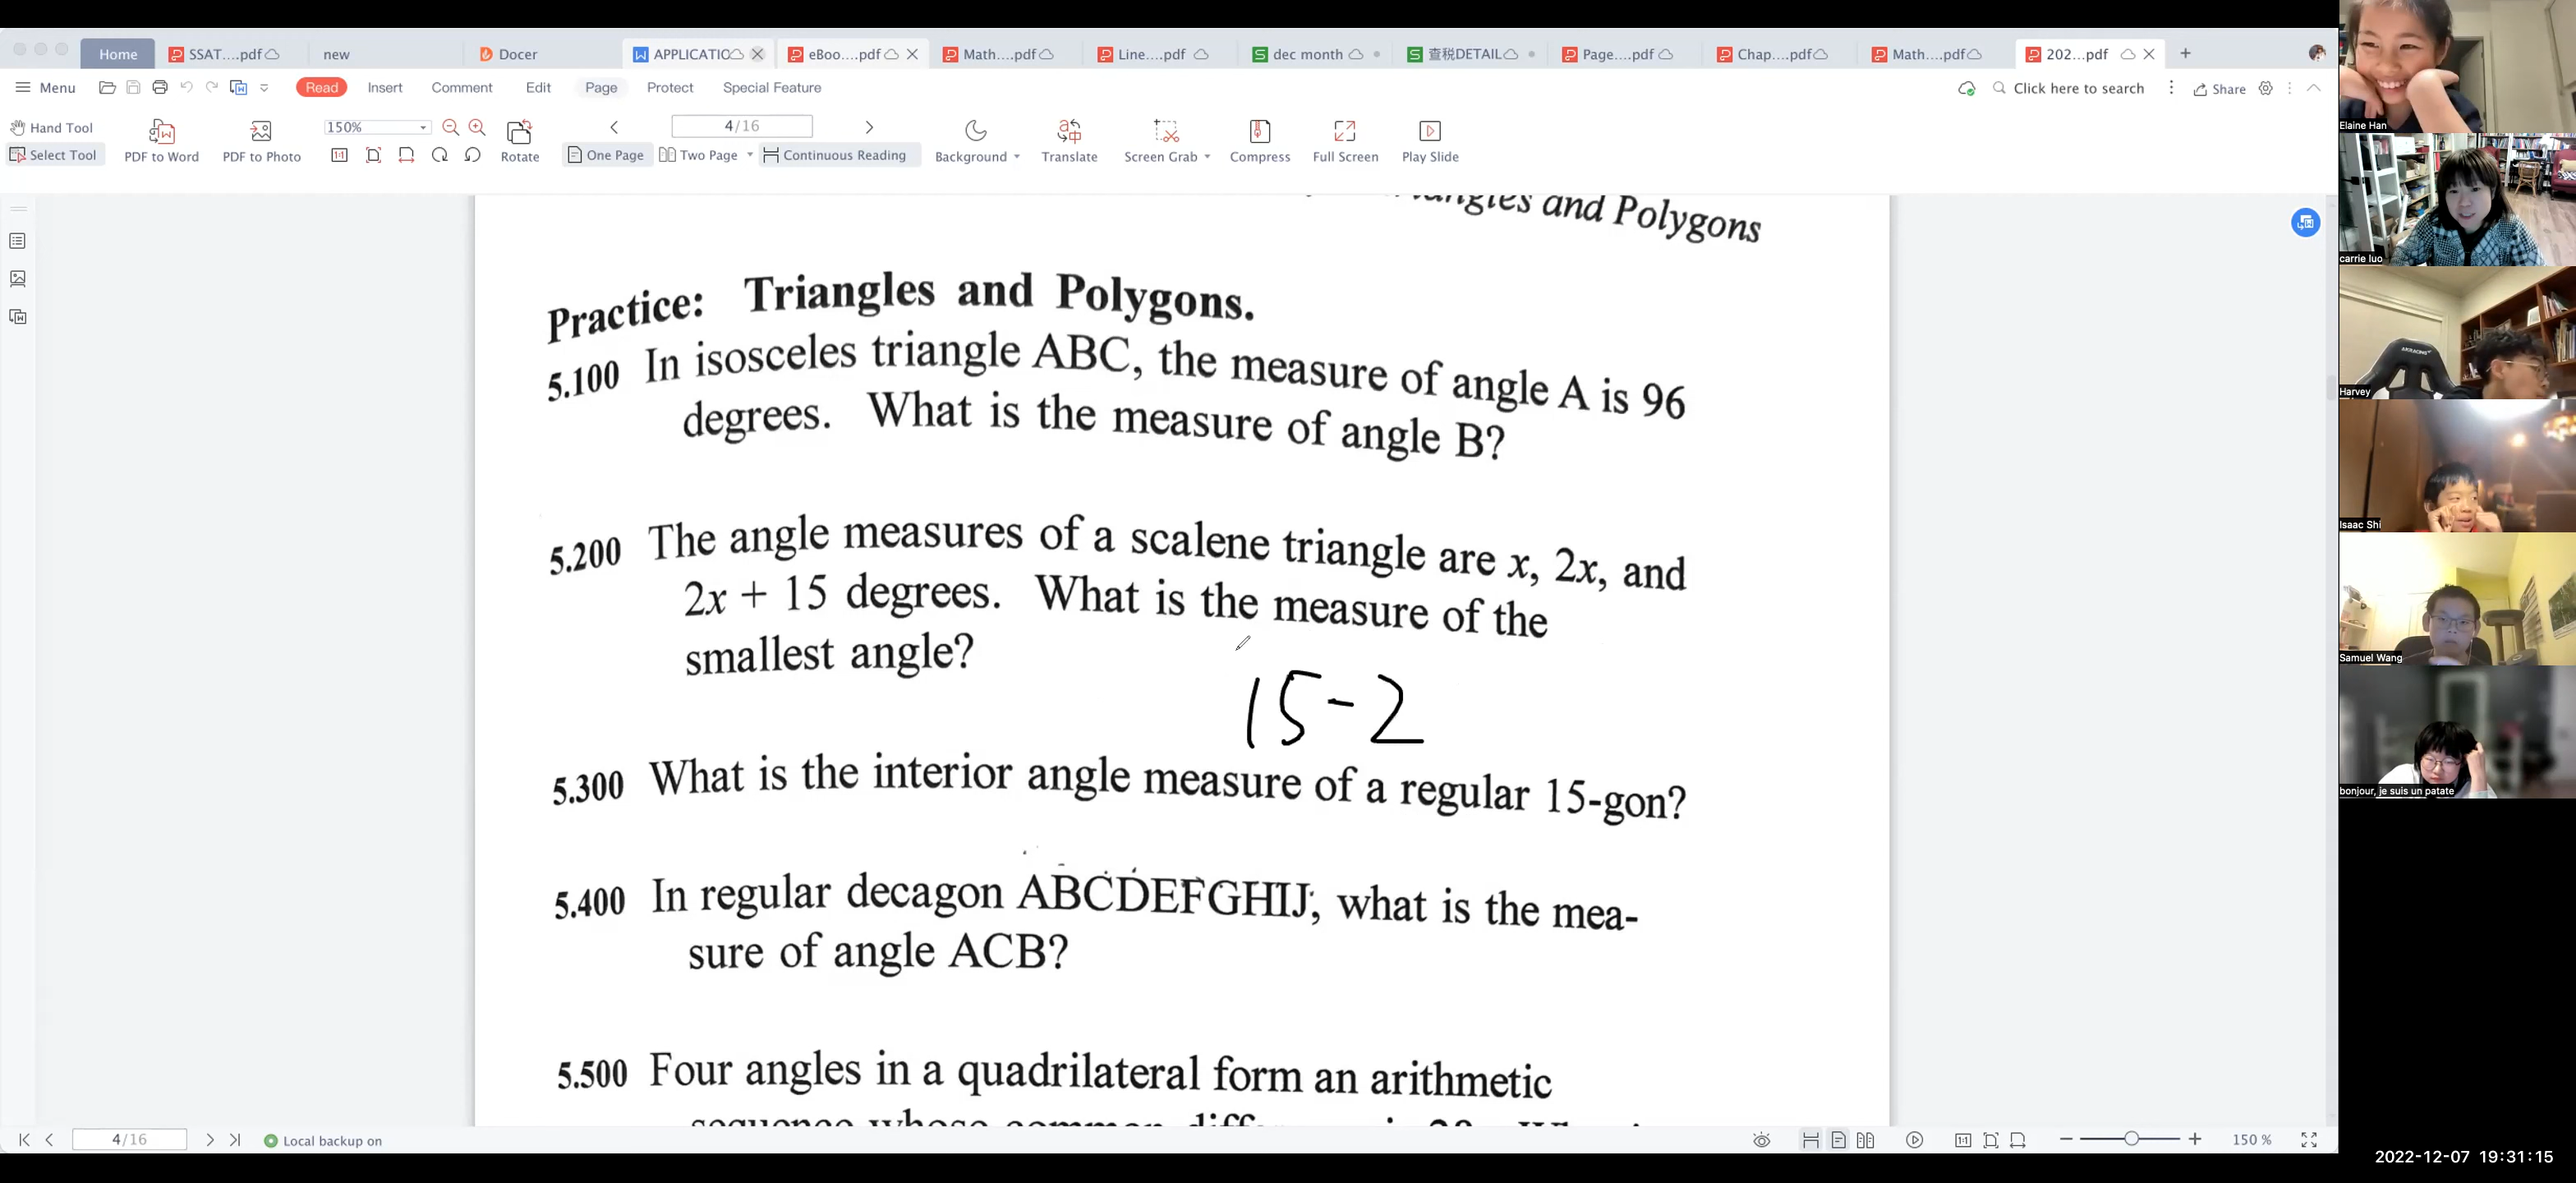 Home
SSAT....pdf
new
Docer
APPLICATIO
eBoo....pdf
Math....pdf
Line....pdf
dec month
查税DETAIL
Page....pdf
Chap....pdf
Math....pdf
202...pdf
Menu
Read
Insert
Comment
Edit
Page
Protect
Special Feature
Click here to search
Share
Hand Tool
Select Tool
PDF to Word
PDF to Photo
150%
Rotate
4/16
One Page
Two Page
Continuous Reading
Background
Translate
Screen Grab
Compress
Full Screen
Play Slide
and Polygons
Practice: Triangles and Polygons.
5.100 In isosceles triangle ABC, the measure of angle A is 96
degrees. What is the measure of angle B?
5.200 The angle measures of a scalene triangle are x, 2x, and
2x + 15 degrees. What is the measure of the
smallest angle?
15-2
5.300 What is the interior angle measure of a regular 15-gon?
5.400 In regular decagon ABCDEFGHIJ, what is the mea-
sure of angle ACB?
5.500 Four angles in a quadrilateral form an arithmetic
4/16
Local backup on
150 %
Elaine Han
carrie luo
AKRACING
Harvey
Isaac Shi
Samuel Wang
bonjour, je suis un patate
2022-12-07 19:31:15